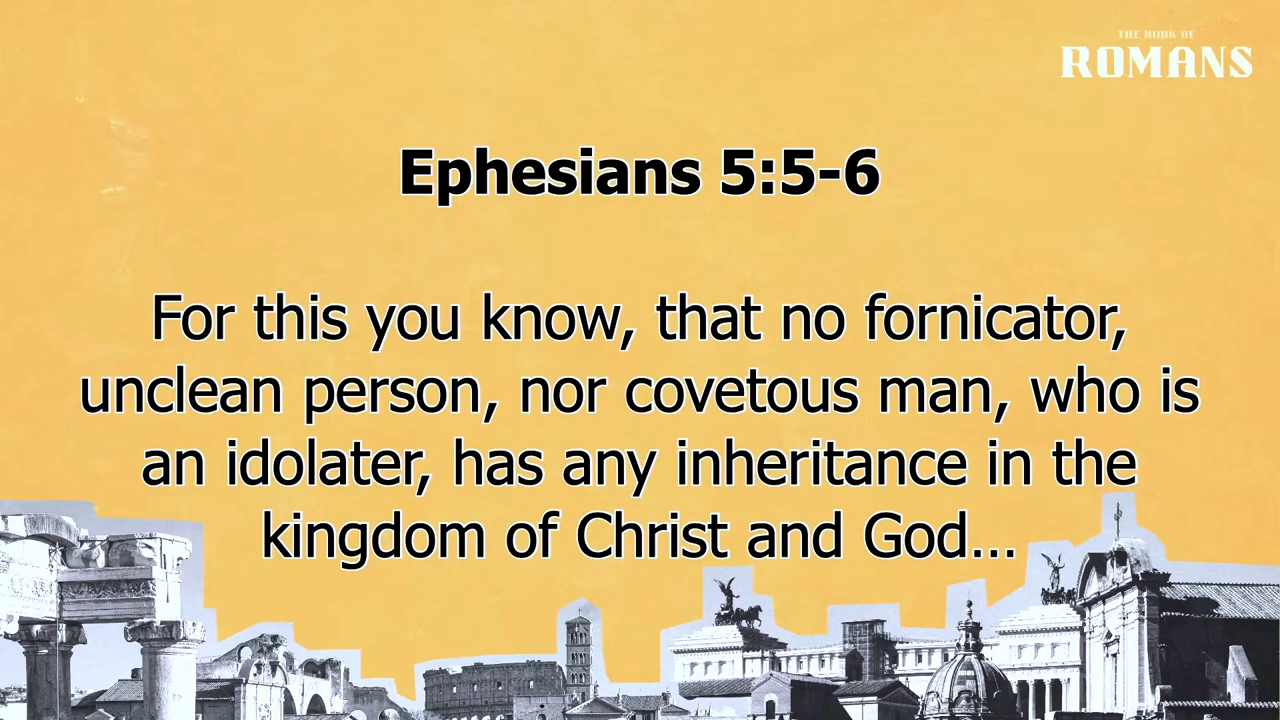 THE BOOK OF
ROMANS
Ephesians 5:5-6
For this you know, that no fornicator,
unclean person, nor covetous man, who is
an idolater, has any inheritance in the
kingdom of Christ and God...